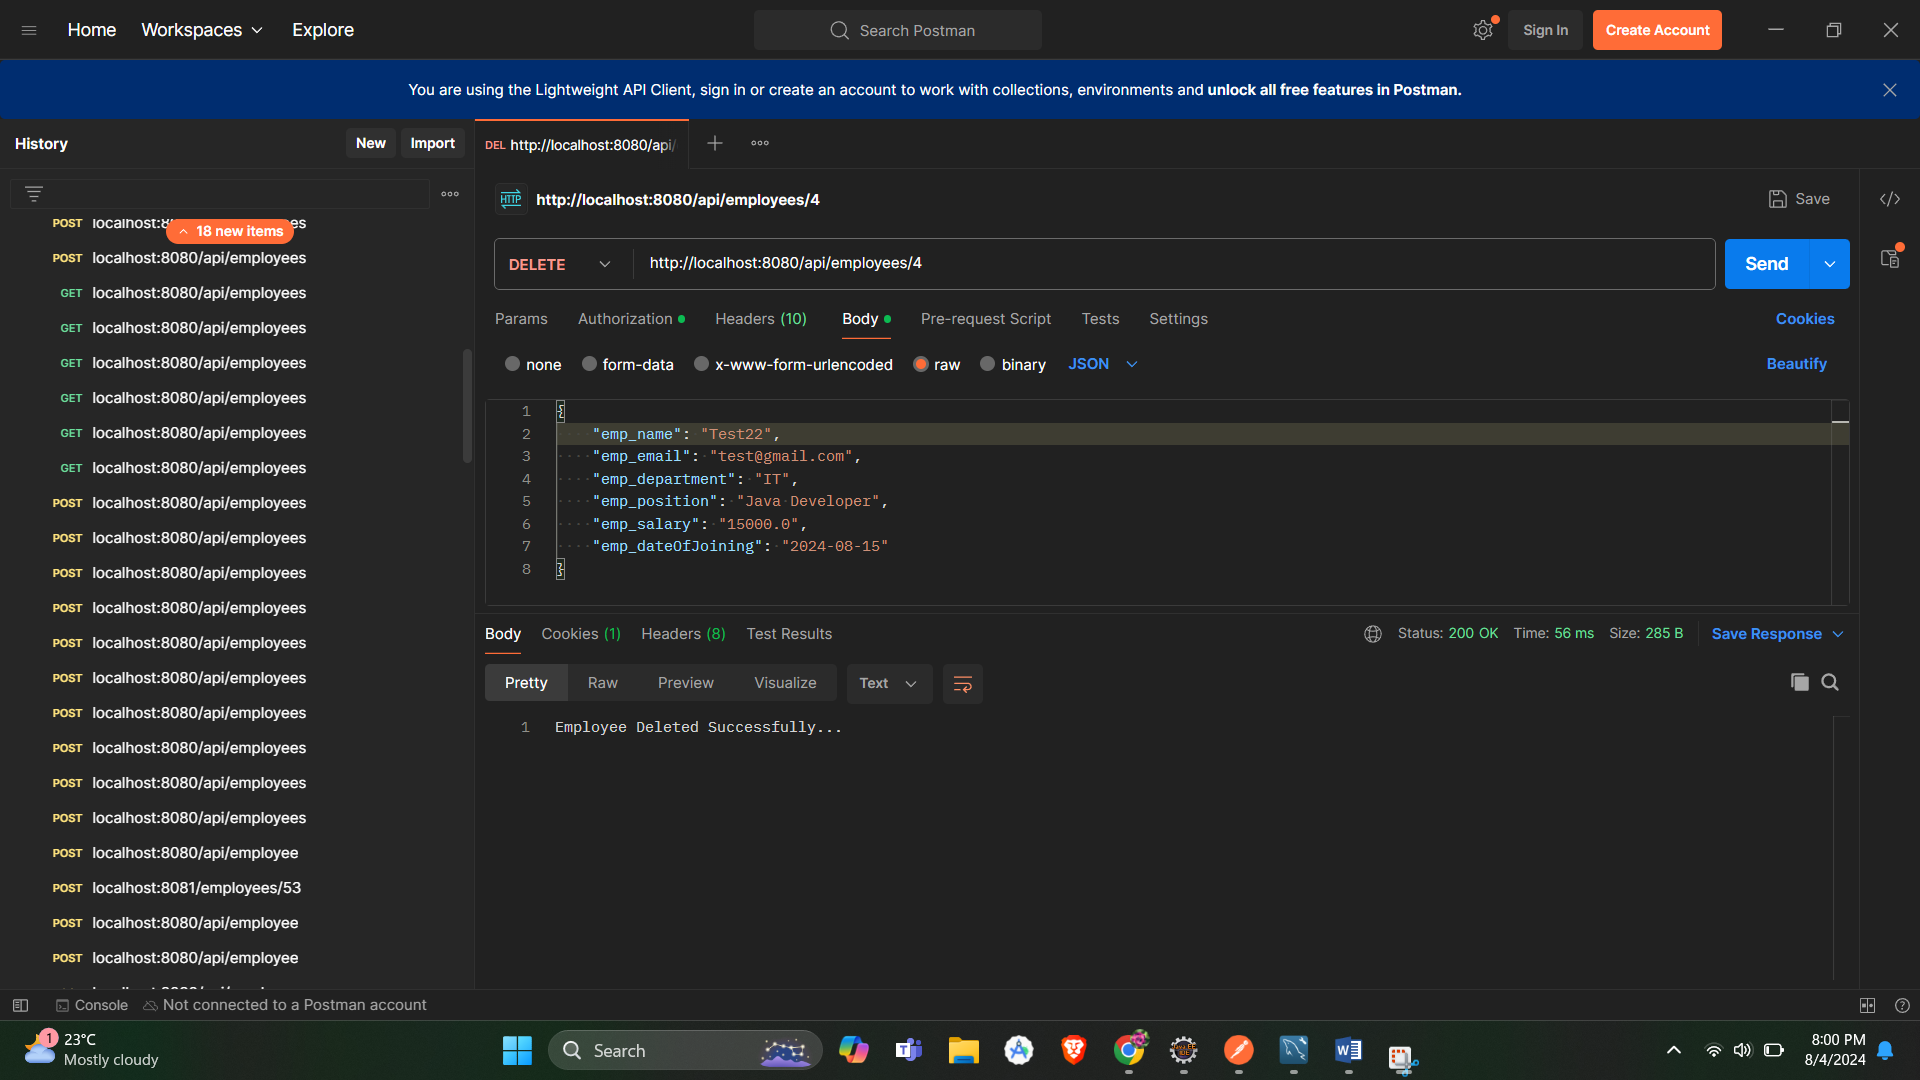 Home
Workspaces
Explore
Search Postman
Sign In
Create Account
You are using the Lightweight API Client, sign in or create an account to work with collections, environments and unlock all free features in Postman.
History
New
Import
DEL http://localhost:8080/api/
18 new items
POST localhost:8 es
POST localhost:8080/api/employees
GET localhost:8080/api/employees
GET localhost:8080/api/employees
GET localhost:8080/api/employees
GET localhost:8080/api/employees
GET localhost:8080/api/employees
GET localhost:8080/api/employees
POST localhost:8080/api/employees
POST localhost:8080/api/employees
POST localhost:8080/api/employees
POST localhost:8080/api/employees
POST localhost:8080/api/employees
POST localhost:8080/api/employees
POST localhost:8080/api/employees
POST localhost:8080/api/employees
POST localhost:8080/api/employees
POST localhost:8080/api/employees
POST localhost:8080/api/employee
POST localhost:8081/employees/53
POST localhost:8080/api/employee
POST localhost:8080/api/employee
HTTP http://localhost:8080/api/employees/4
Save
DELETE
http://localhost:8080/api/employees/4
Send
Params
Authorization
Headers (10)
Body
Pre-request Script
Tests
Settings
Cookies
none
form-data
x-www-form-urlencoded
raw
binary
JSON
Beautify
1 {
2 "emp_name": "Test22",
3 "emp_email": "test@gmail.com",
4 "emp_department": "IT",
5 "emp_position": "Java Developer",
6 "emp_salary": "15000.0",
7 "emp_dateOfJoining": "2024-08-15"
8 }
Body
Cookies (1)
Headers (8)
Test Results
Status: 200 OK
Time: 56 ms
Size: 285 B
Save Response
Pretty
Raw
Preview
Visualize
Text
1 Employee Deleted Successfully...
Console
Not connected to a Postman account
1
23°C
Mostly cloudy
Search
8:00 PM
8/4/2024